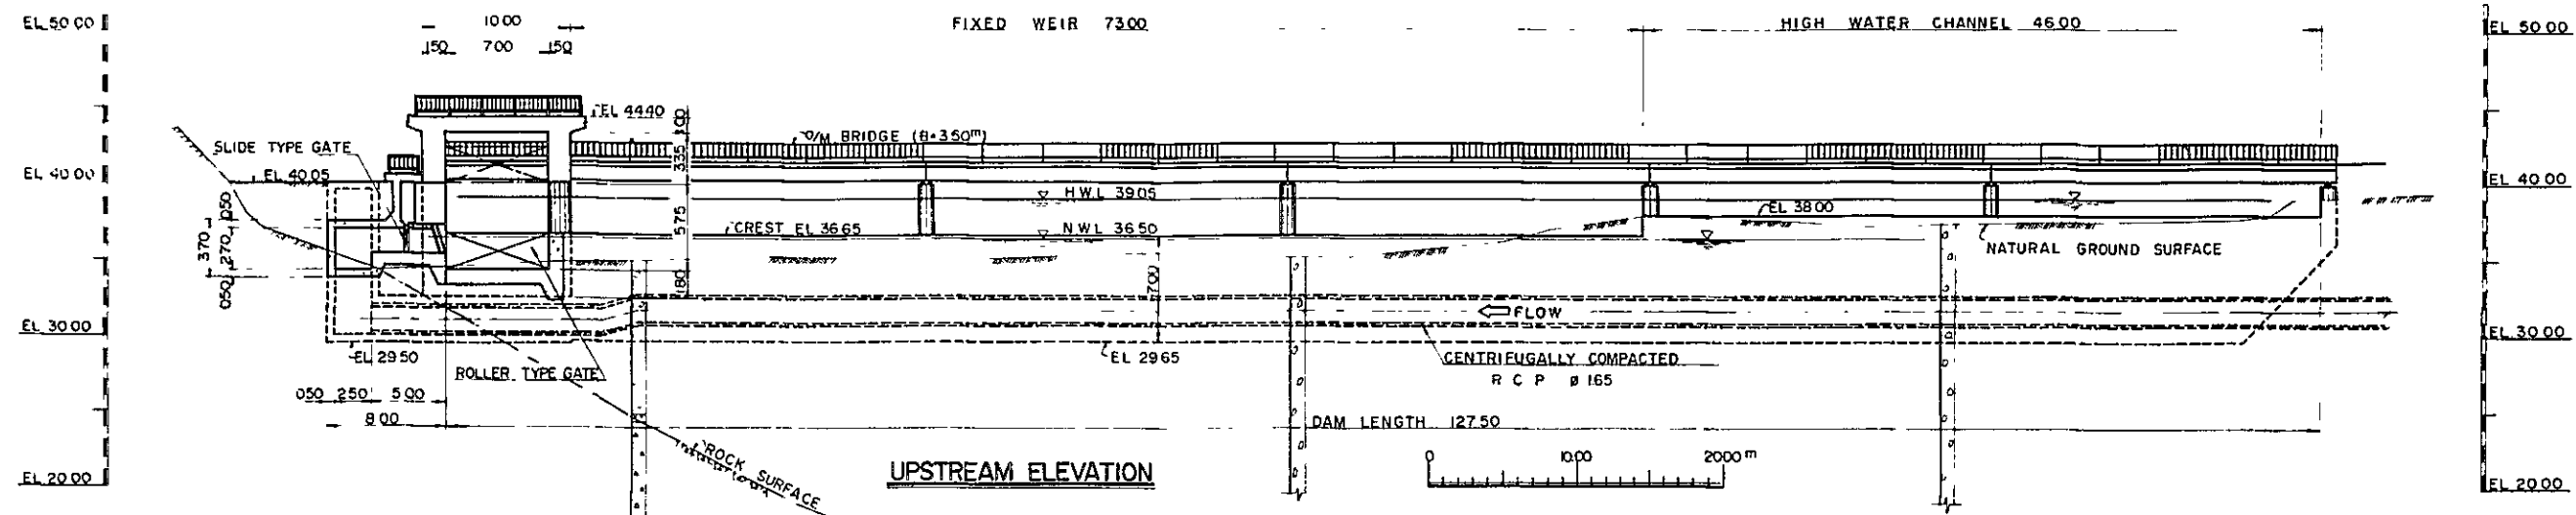 EL 50 00
10 00
FIXED WEIR 73 00
HIGH WATER CHANNEL 46 00
EL 50 00
1 50 7 00 1 50
EL 44 40
3 00
O/M BRIDGE (B=3 50m)
3 35
SLIDE TYPE GATE
EL 40 00
EL 40 05
H W L 39 05
EL 40 00
0 50
EL 38 00
5 75
CREST EL 36 65
N W L 36 50
3 70
2 70
NATURAL GROUND SURFACE
0 50
1 80
7 00
FLOW
EL 30 00
EL 30 00
EL 29 50
EL 29 65
CENTRIFUGALLY COMPACTED
ROLLER TYPE GATE
R C P Ø 1 65
0 50 2 50 5 00
8 00
DAM LENGTH 127 50
ROCK SURFACE
UPSTREAM ELEVATION
0 10.00 20 00 m
EL 20 00
EL 20 00